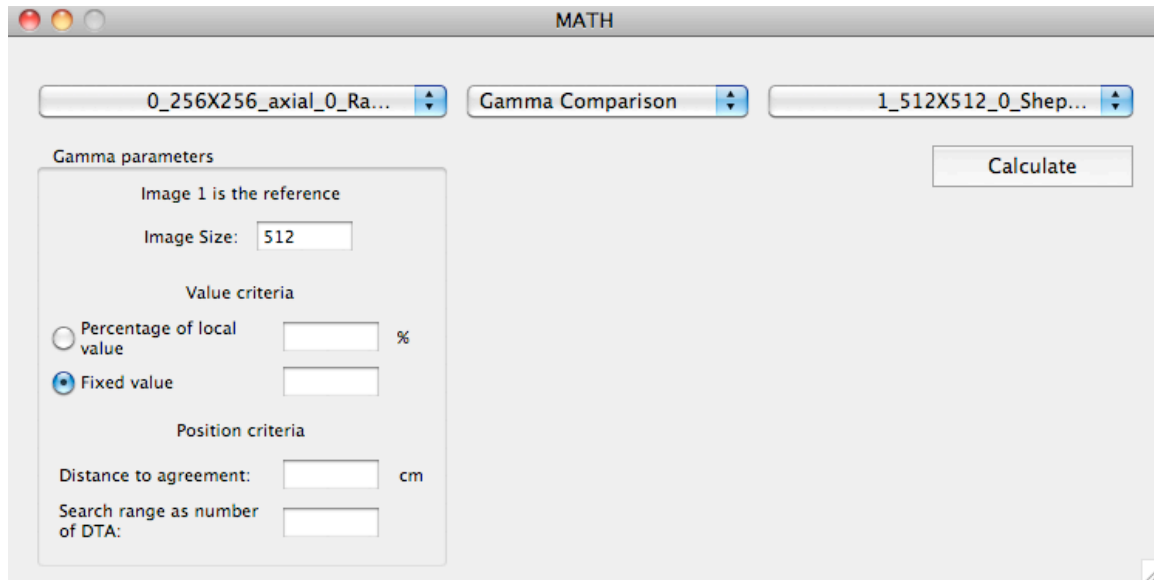 MATH
0_256X256_axial_0_Ra...
Gamma Comparison
1_512X512_0_Shep...
Calculate
Gamma parameters
Image 1 is the reference
Image Size: 512
Value criteria
Percentage of local
value
%
Fixed value
Position criteria
Distance to agreement:
cm
Search range as number
of DTA: